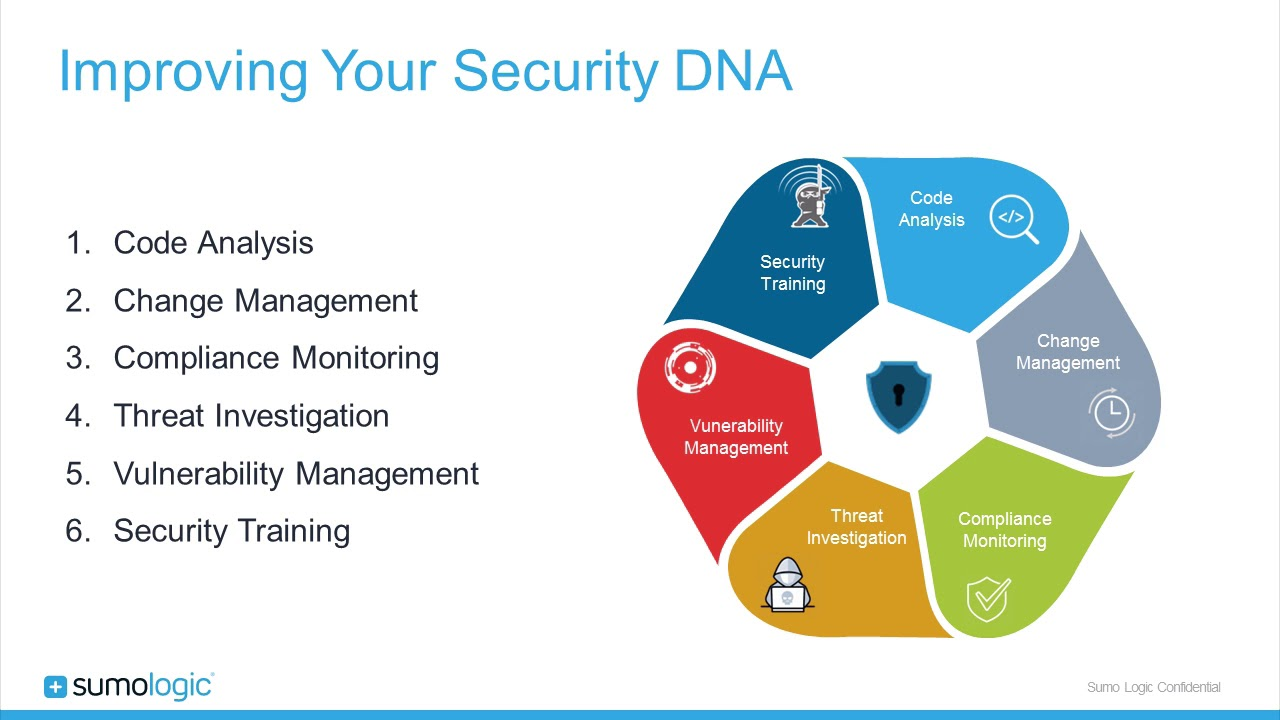 Improving Your Security DNA
1. Code Analysis
2. Change Management
3. Compliance Monitoring
4. Threat Investigation
5. Vulnerability Management
6. Security Training
Code
Analysis
</>
Change
Management
Compliance
Monitoring
Threat
Investigation
Vunerability
Management
Security
Training
sumologic
Sumo Logic Confidential